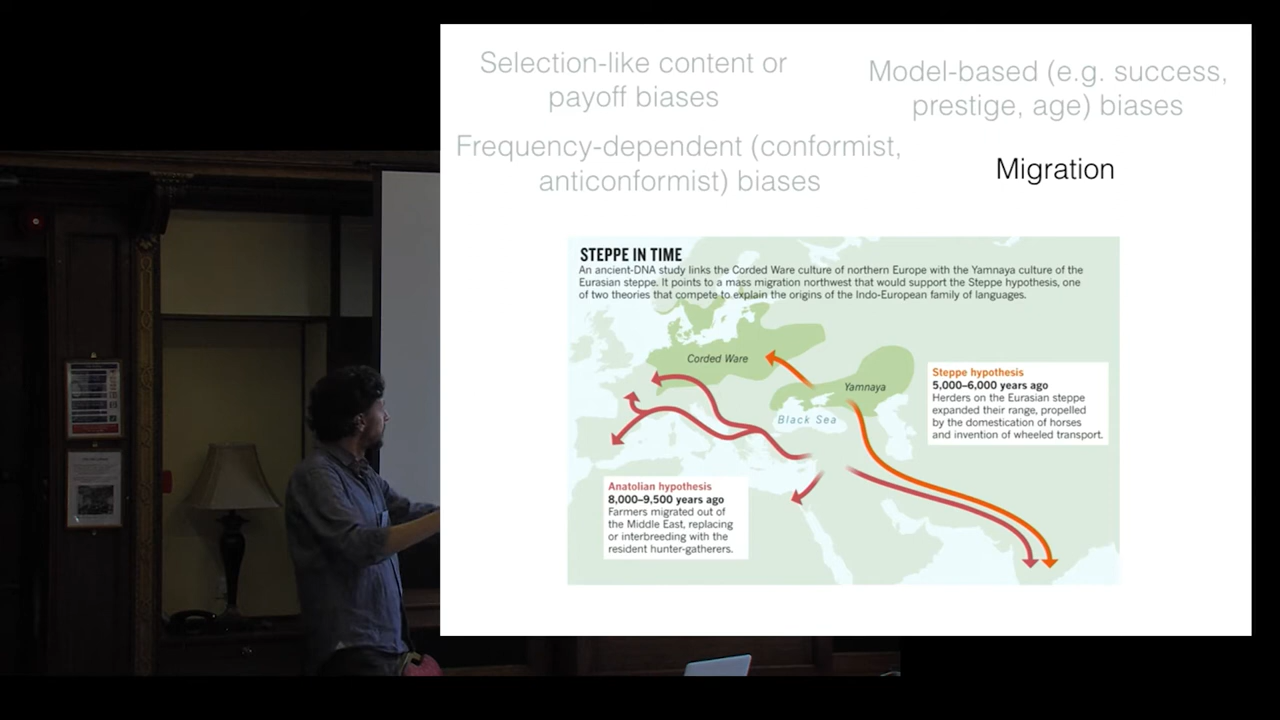 Selection-like content or
payoff biases
Model-based (e.g. success,
prestige, age) biases
Frequency-dependent (conformist,
anticonformist) biases
Migration
STEPPE IN TIME
An ancient-DNA study links the Corded Ware culture of northern Europe with the Yamnaya culture of the
Eurasian steppe. It points to a mass migration northwest that would support the Steppe hypothesis, one
of two theories that compete to explain the origins of the Indo-European family of languages.
Corded Ware
Yamnaya
Black Sea
Steppe hypothesis
5,000–6,000 years ago
Herders on the Eurasian steppe
expanded their range, propelled
by the domestication of horses
and invention of wheeled transport.
Anatolian hypothesis
8,000–9,500 years ago
Farmers migrated out of
the Middle East, replacing
or interbreeding with the
resident hunter-gatherers.